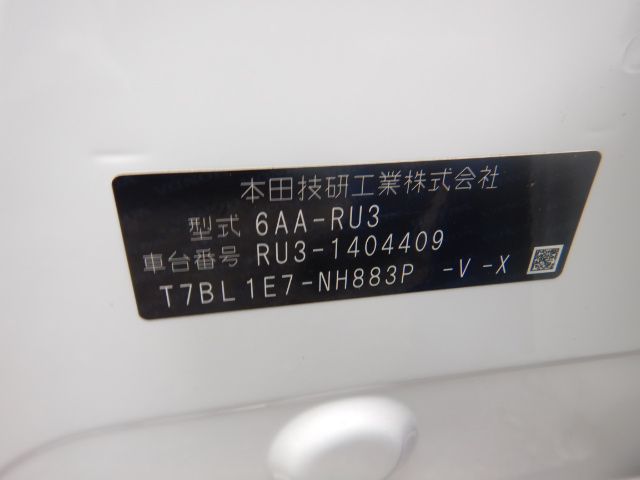 本田技研工業株式会社
型式 6AA-RU3
車台番号 RU3-1404409
T7BL 1E7-NH883P -V -X